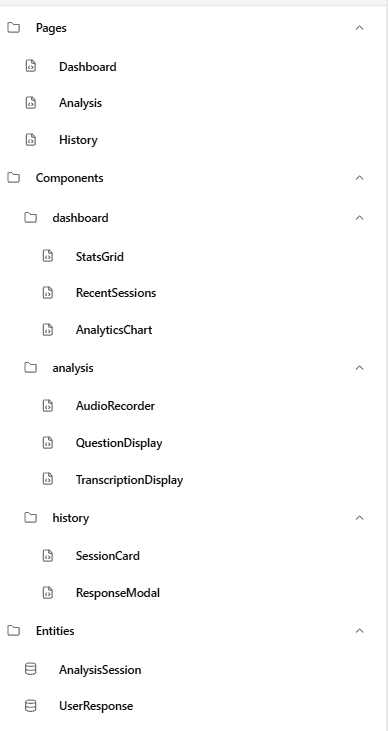 Pages
Dashboard
Analysis
History
Components
dashboard
StatsGrid
RecentSessions
AnalyticsChart
analysis
AudioRecorder
QuestionDisplay
TranscriptionDisplay
history
SessionCard
ResponseModal
Entities
AnalysisSession
UserResponse